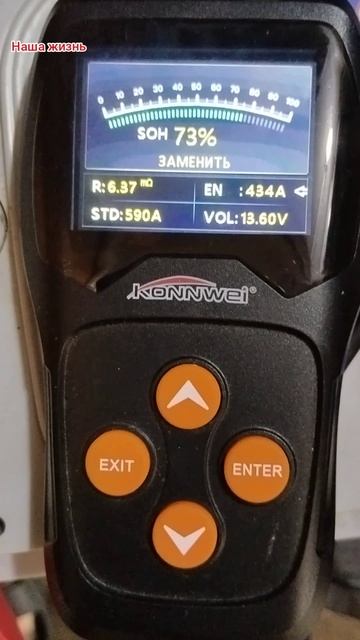 Наша жизнь
0 10 20 30 40 50 60 70 80 90 100
SOH 73%
ЗАМЕНИТЬ
R:6.37 mΩ EN :434A
STD:590A VOL:13.60V
KONNWEI®
EXIT ENTER